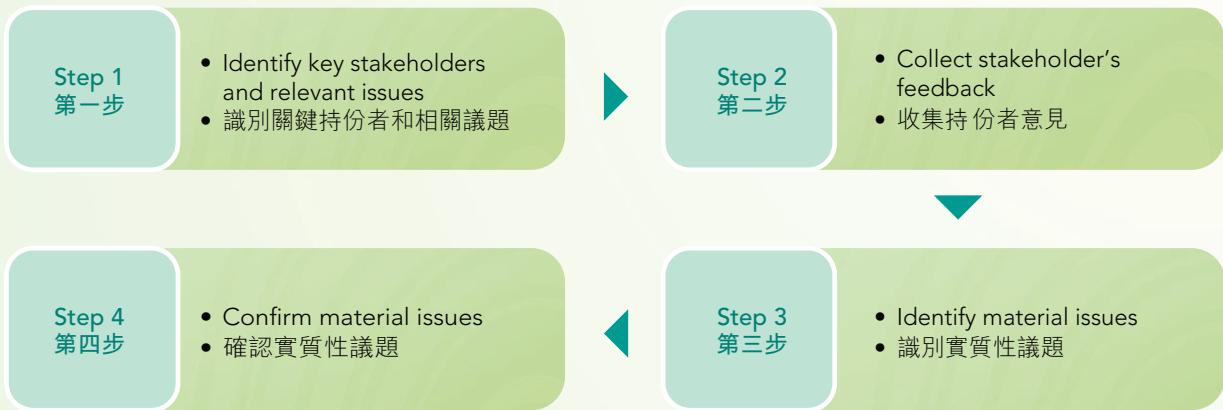 Step 1
第一步
• Identify key stakeholders
and relevant issues
• 識別關鍵持份者和相關議題
Step 2
第二步
• Collect stakeholder’s
feedback
• 收集持份者意見
Step 3
第三步
• Identify material issues
• 識別實質性議題
Step 4
第四步
• Confirm material issues
• 確認實質性議題